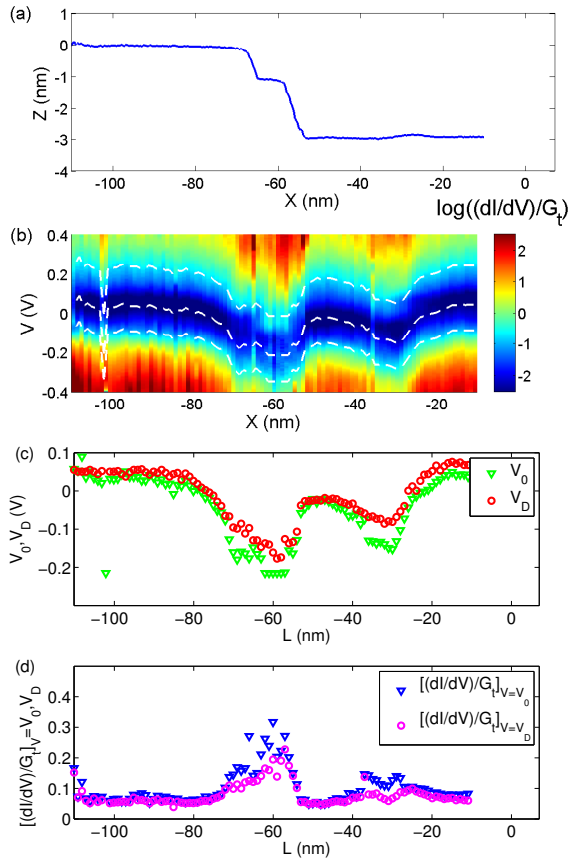 (a)
1
0
-1
-2
-3
-4
Z (nm)
-100
-80
-60
-40
-20
0
X (nm)
log((dI/dV)/G_t)
(b)
0.4
0.2
0
-0.2
-0.4
V (V)
-100
-80
-60
-40
-20
X (nm)
2
1
0
-1
-2
(c)
0.1
0
−0.1
−0.2
V_0,V_D (V)
V_0
V_D
−100
−80
−60
−40
−20
0
L (nm)
(d)
0.5
0.4
0.3
0.2
0.1
0
[(dI/dV)/G_t]_V=V_0,V_D
[(dI/dV)/G_t]_{V=V_0}
[(dI/dV)/G_t]_{V=V_D}
−100
−80
−60
−40
−20
0
L (nm)